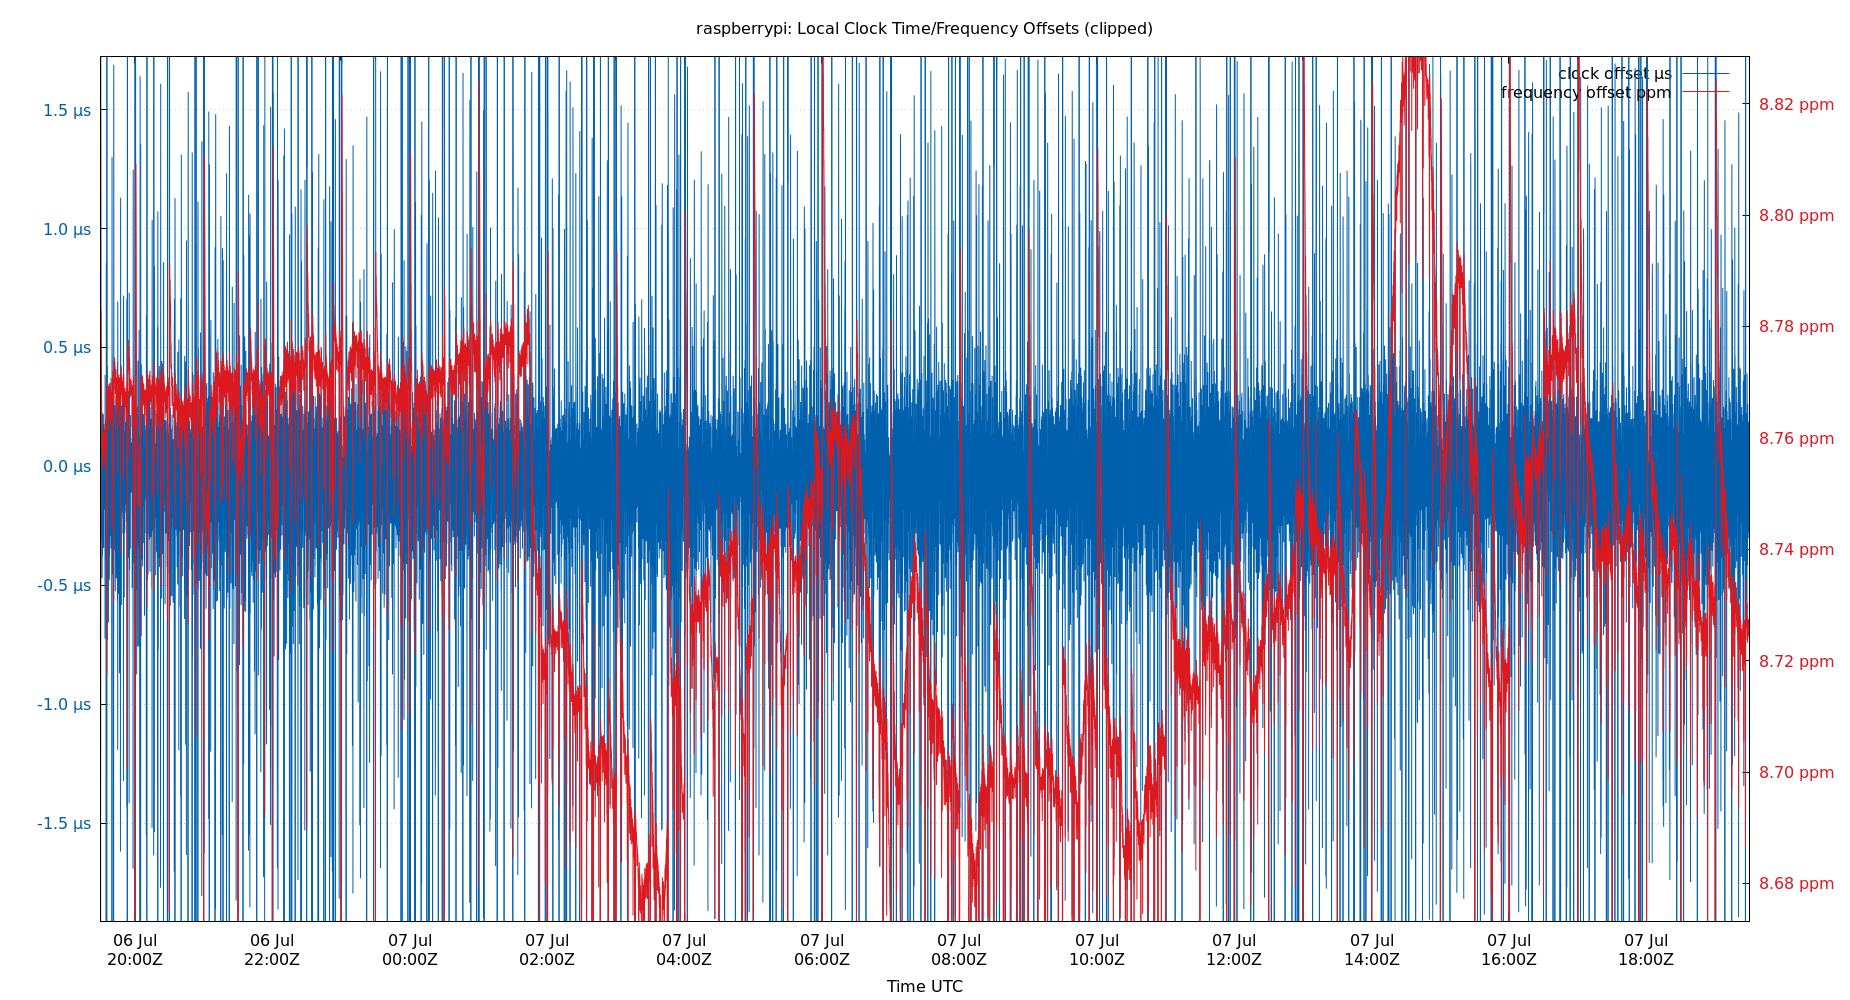 raspberrypi: Local Clock Time/Frequency Offsets (clipped)
clock offset µs
frequency offset ppm
1.5 µs
1.0 µs
0.5 µs
0.0 µs
-0.5 µs
-1.0 µs
-1.5 µs
8.82 ppm
8.80 ppm
8.78 ppm
8.76 ppm
8.74 ppm
8.72 ppm
8.70 ppm
8.68 ppm
06 Jul 06 Jul 07 Jul 07 Jul 07 Jul 07 Jul 07 Jul 07 Jul 07 Jul 07 Jul 07 Jul 07 Jul
20:00Z 22:00Z 00:00Z 02:00Z 04:00Z 06:00Z 08:00Z 10:00Z 12:00Z 14:00Z 16:00Z 18:00Z
Time UTC